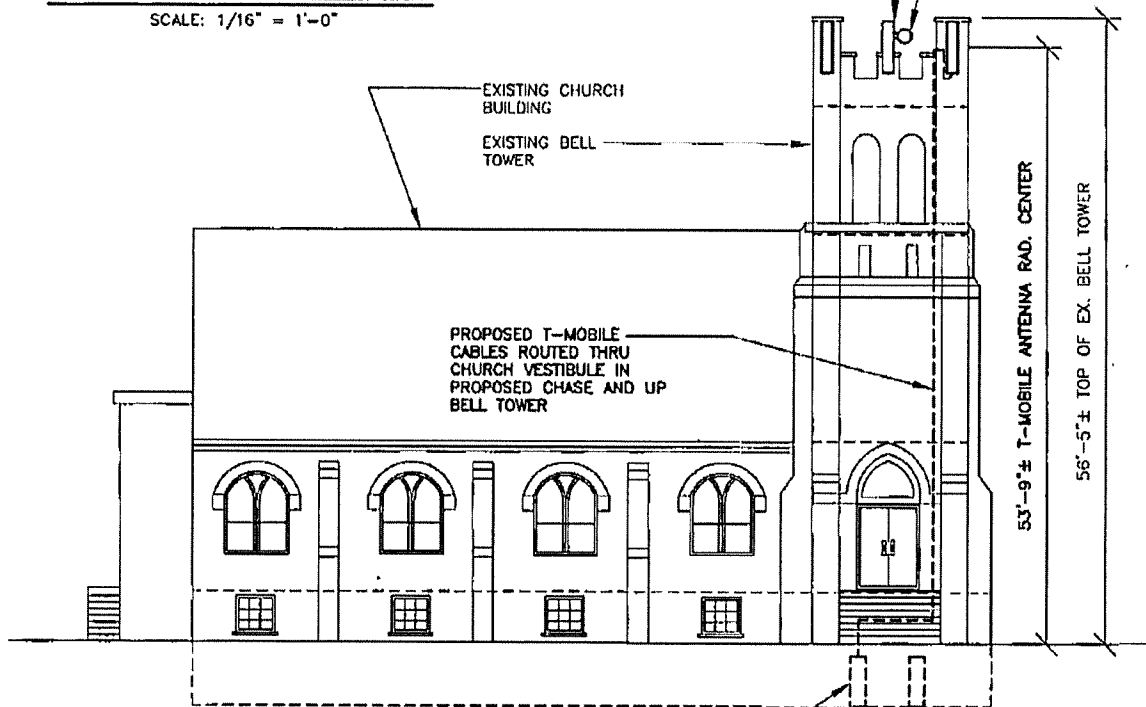 SCALE: 1/16" = 1'-0"
EXISTING CHURCH
BUILDING
EXISTING BELL
TOWER
PROPOSED T-MOBILE
CABLES ROUTED THRU
CHURCH VESTIBULE IN
PROPOSED CHASE AND UP
BELL TOWER
53'-9"± T-MOBILE ANTENNA RAD. CENTER
56'-5"± TOP OF EX. BELL TOWER